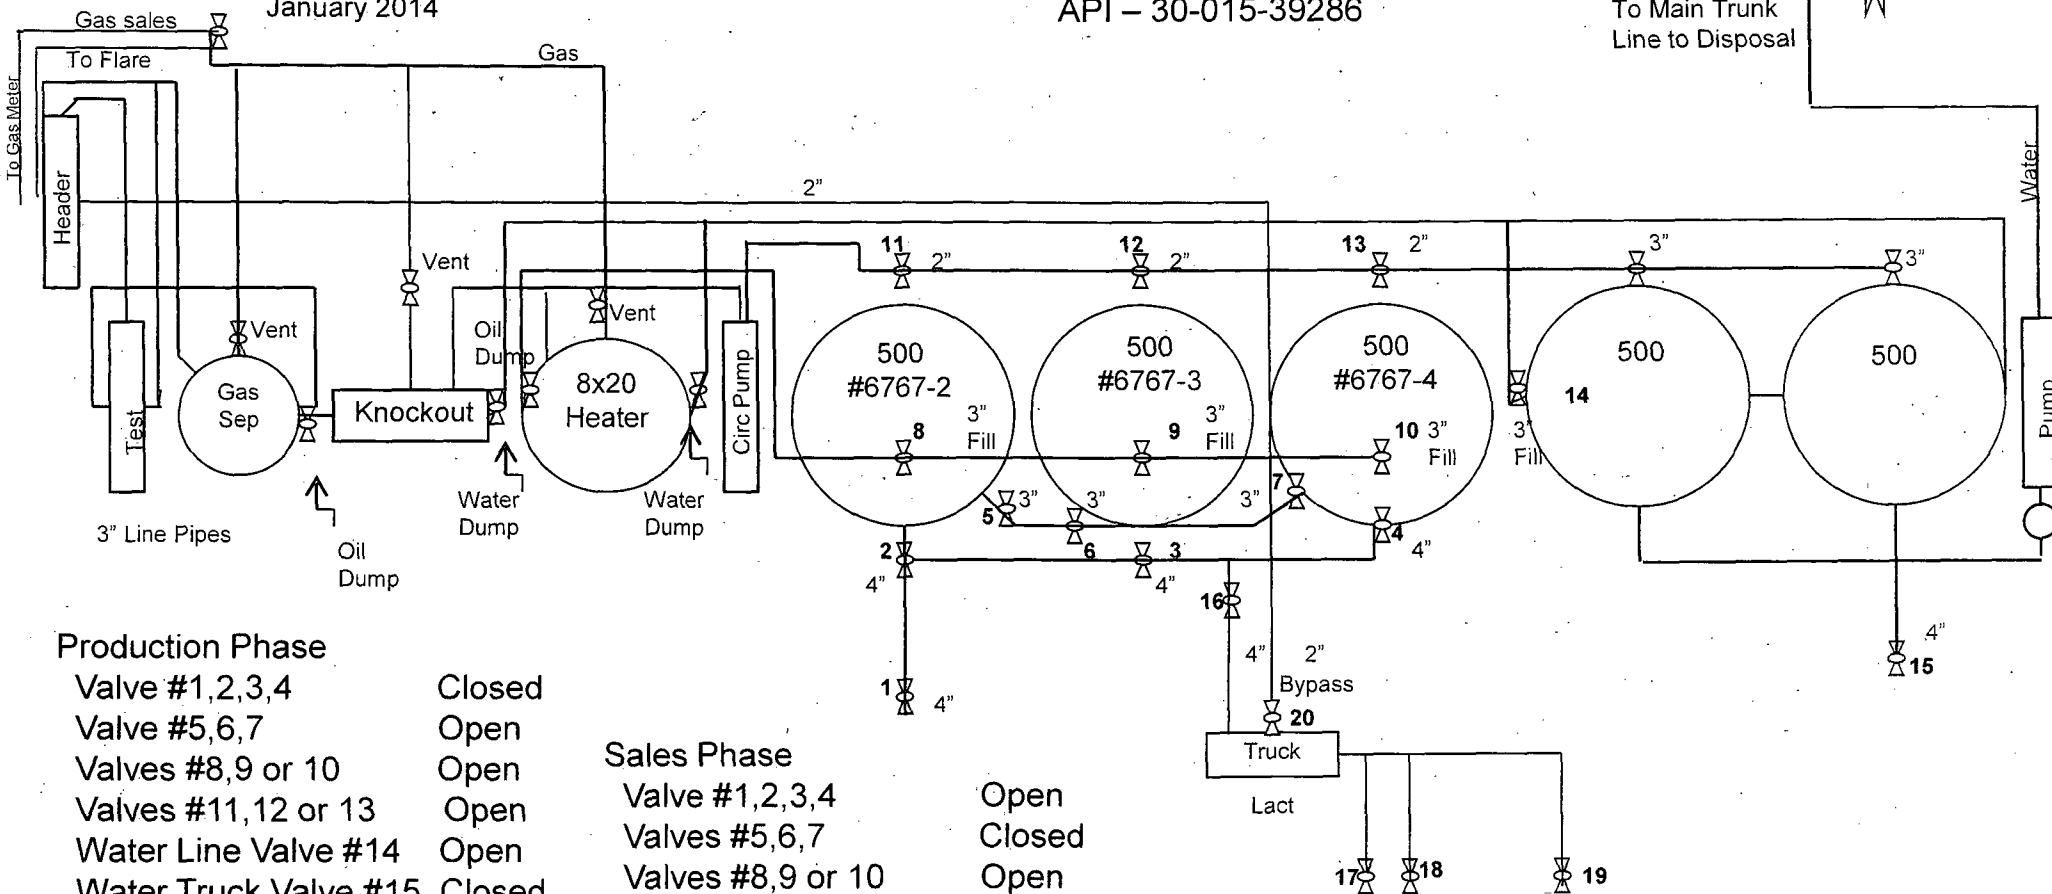 January 2014
API – 30-015-39286
To Main Trunk
Line to Disposal
Gas sales
To Flare
Gas
To Gas Meter
Header
2”
Water
Vent
11
2”
12
2”
13
2”
3”
3”
Vent
Oil
Dump
Vent
Gas
Sep
Test
Knockout
8x20
Heater
Circ Pump
500
#6767-2
3”
Fill
8
500
#6767-3
3”
Fill
9
500
#6767-4
10
3”
Fill
14
3”
Fill
500
500
Pump
3” Line Pipes
Oil
Dump
Water
Dump
Water
Dump
5
3”
3”
6
3”
7
2
4”
3
4”
4
4”
16
4”
2”
Bypass
20
4”
15
1
4”
Truck
Lact
17
18
19
Production Phase
Valve #1,2,3,4 Closed
Valve #5,6,7 Open
Valves #8,9 or 10 Open
Valves #11,12 or 13 Open
Water Line Valve #14 Open
Water Truck Valve #15 Closed
Sales Phase
Valve #1,2,3,4 Open
Valves #5,6,7 Closed
Valves #8,9 or 10 Open